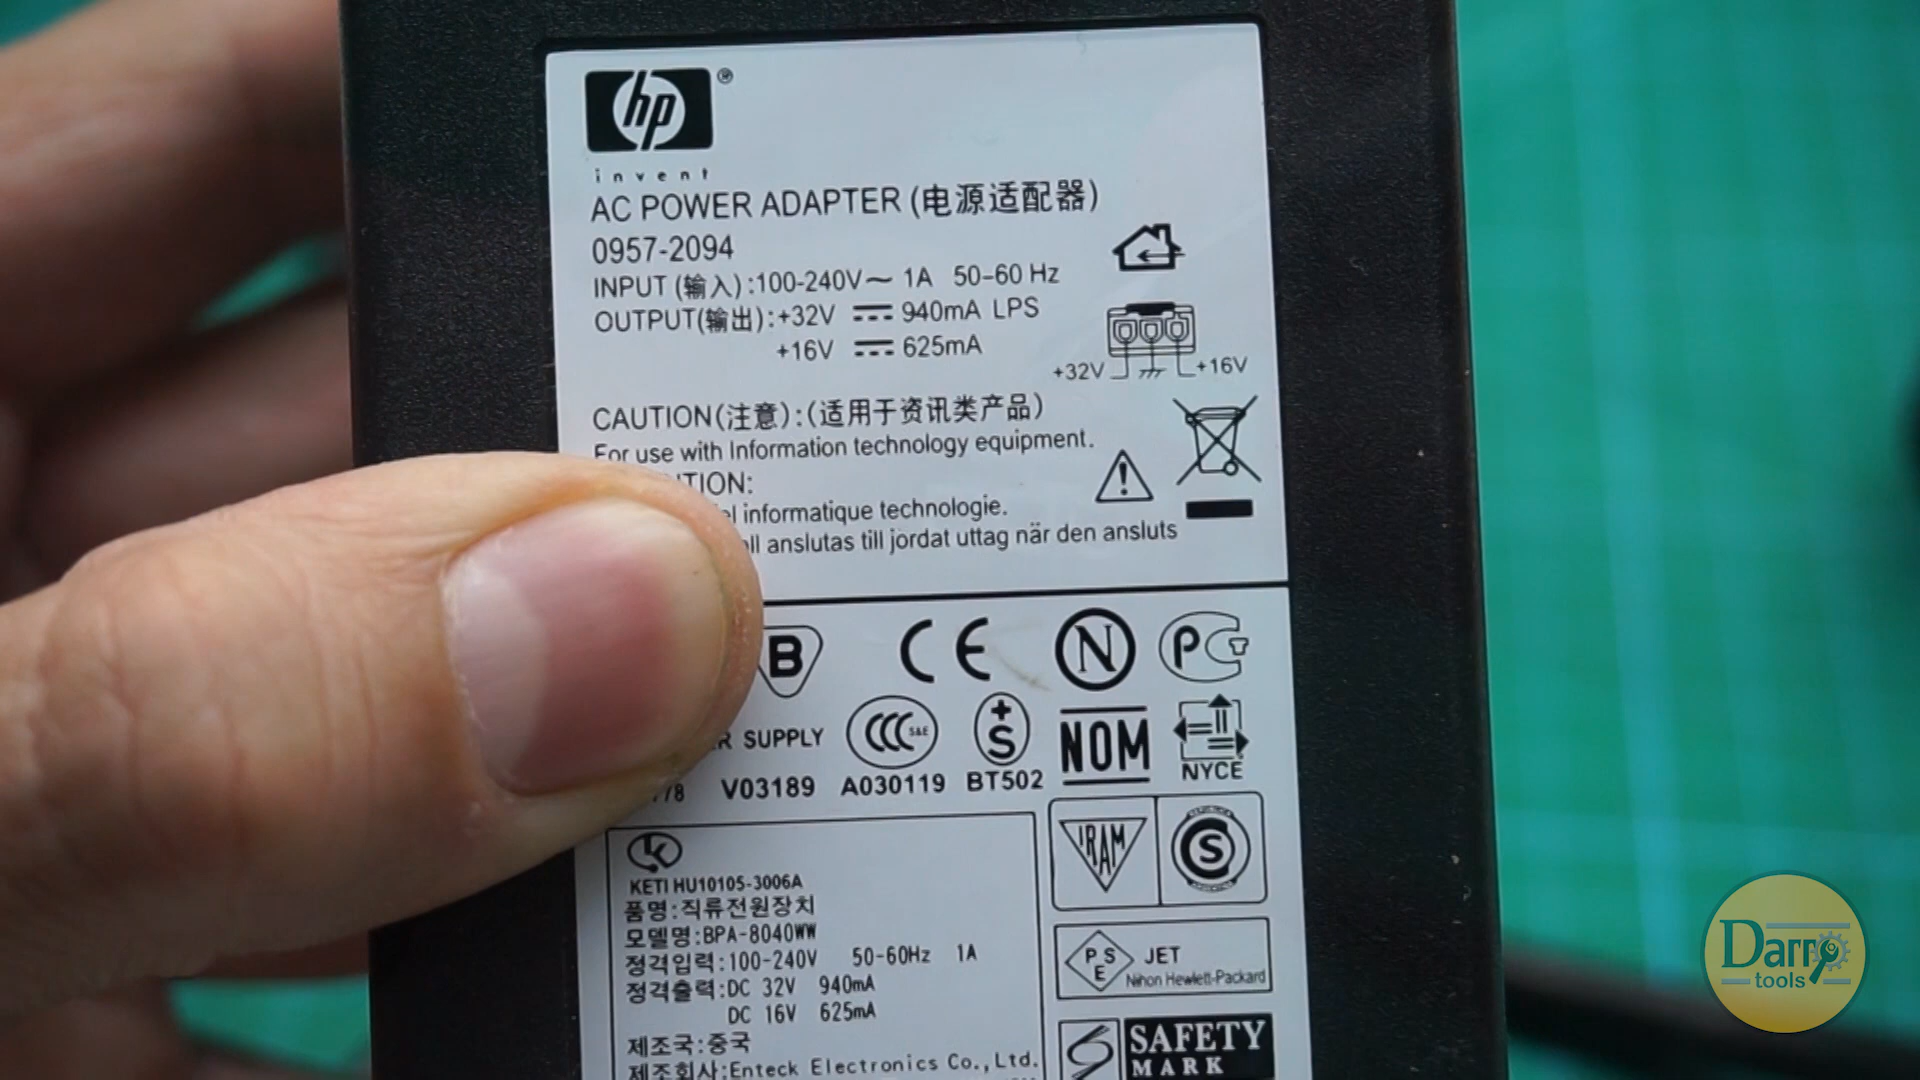 hp ®
invent
AC POWER ADAPTER (电源适配器)
0957-2094
INPUT (输入):100-240V～ 1A 50-60 Hz
OUTPUT(输出):+32V 940mA LPS
+16V 625mA
+32V +16V
CAUTION(注意):(适用于资讯类产品)
For use with Information technology equipment.
TION:
informatique technologie.
anslutas till jordat uttag när den ansluts
B CE N PG
SUPPLY CCC S&E +S NOM NYCE
V03189 A030119 BT502
IRAM S
KETI HU10105-3006A
품명:직류전원장치
모델명:BPA-8040WW
정격입력:100-240V 50-60Hz 1A
정격출력:DC 32V 940mA
DC 16V 625mA
제조국:중국
제조회사:Enteck Electronics Co.,Ltd.
PSE JET
Nihon Hewlett-Packard
SAFETY
MARK
Darro
tools